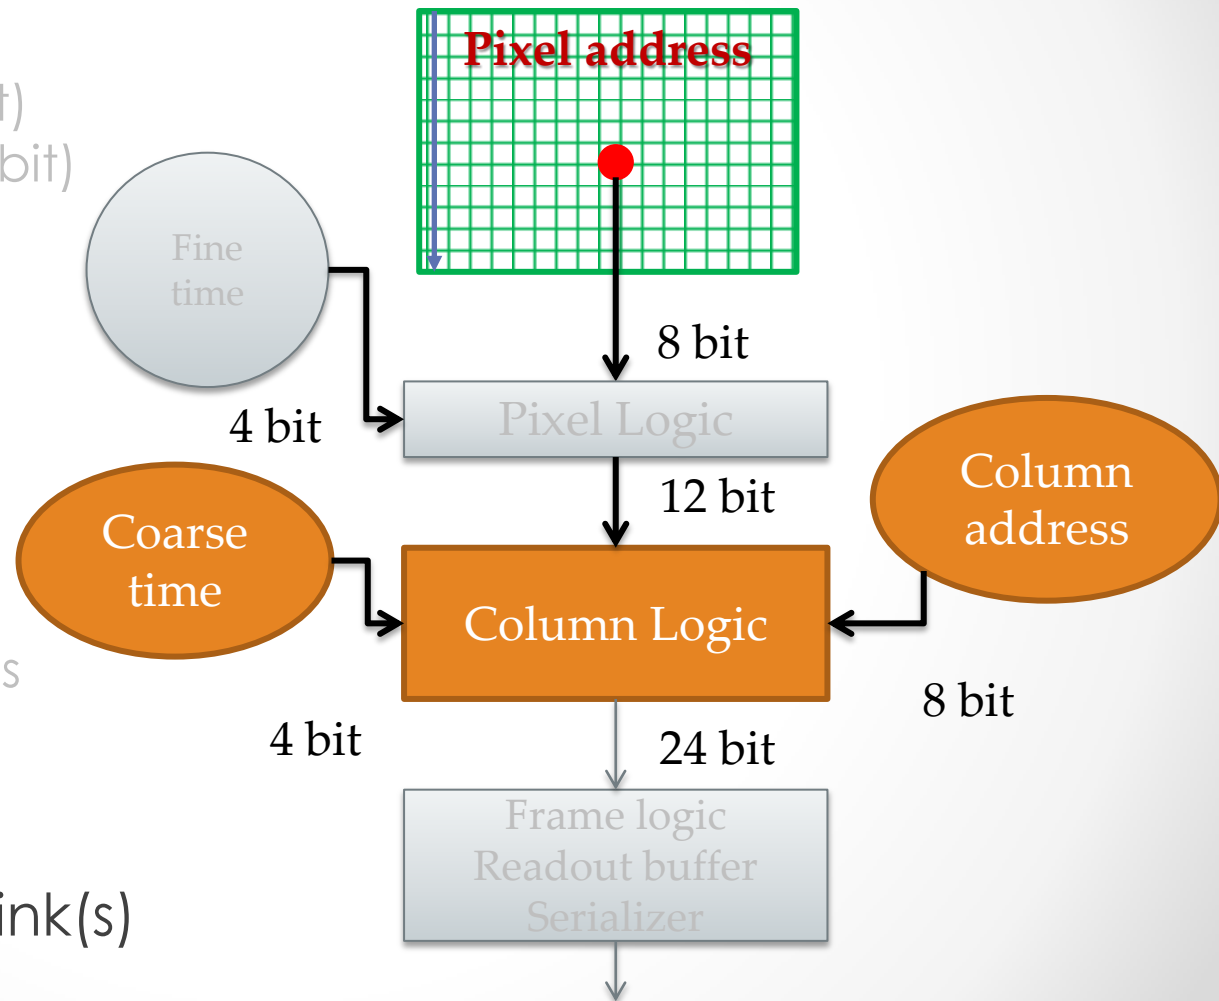 Pixel address
t)
bit)
Fine
time
8 bit
4 bit
Pixel Logic
12 bit
Column
address
Coarse
time
Column Logic
s
8 bit
4 bit
24 bit
Frame logic
Readout buffer
Serializer
ink(s)